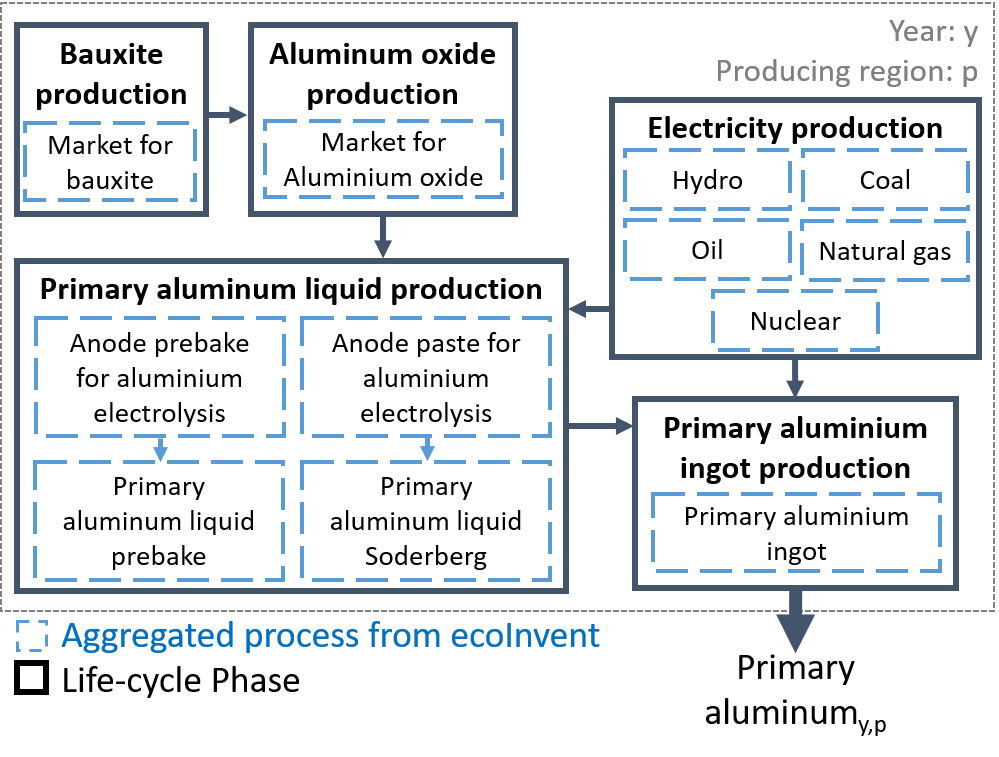 Year: y
Producing region: p
Bauxite
production
Market for
bauxite
Aluminum oxide
production
Market for
Aluminium oxide
Electricity production
Hydro
Coal
Oil
Natural gas
Nuclear
Primary aluminum liquid production
Anode prebake
for aluminium
electrolysis
Anode paste for
aluminium
electrolysis
Primary
aluminum liquid
prebake
Primary
aluminum liquid
Soderberg
Primary aluminium
ingot production
Primary aluminium
ingot
Aggregated process from ecoInvent
Life-cycle Phase
Primary
aluminumy,p